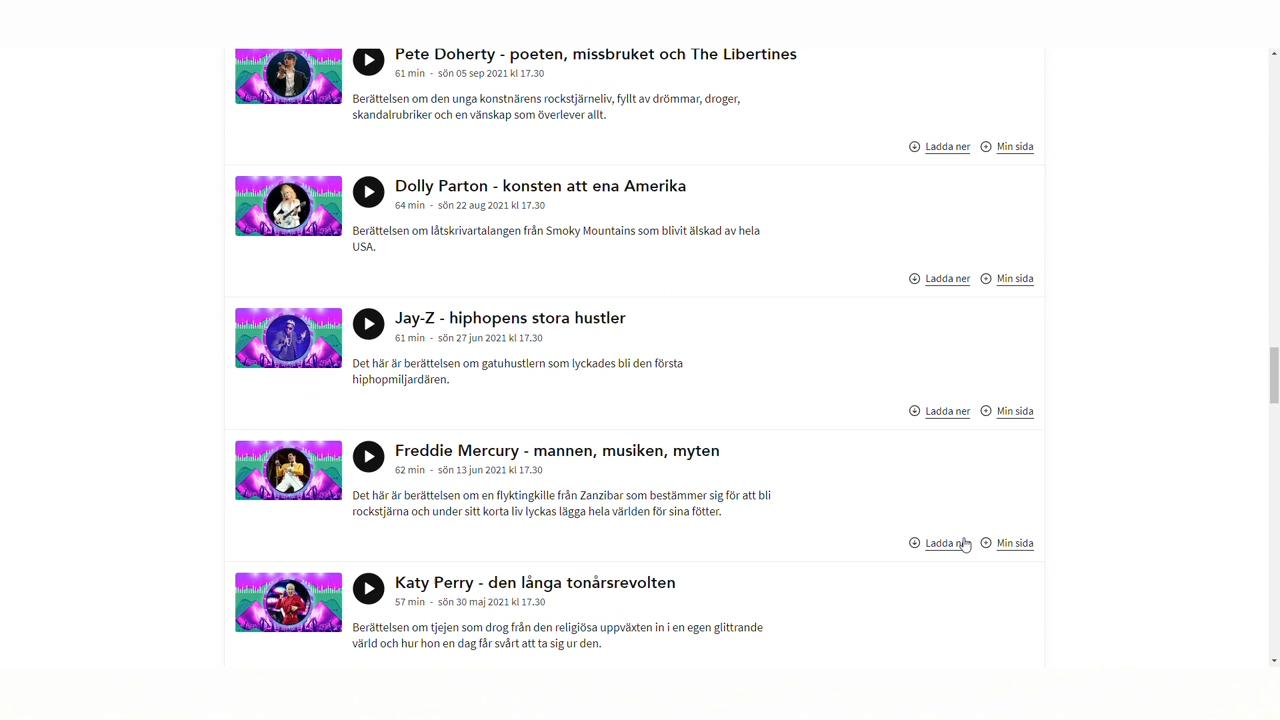 Pete Doherty - poeten, missbruket och The Libertines
61 min - sön 05 sep 2021 kl 17.30
Berättelsen om den unga konstnärens rockstjärneliv, fyllt av drömmar, droger,
skandalrubriker och en vänskap som överlever allt.
Ladda ner Min sida
Dolly Parton - konsten att ena Amerika
64 min - sön 22 aug 2021 kl 17.30
Berättelsen om låtskrivartalangen från Smoky Mountains som blivit älskad av hela
USA.
Ladda ner Min sida
Jay-Z - hiphopens stora hustler
61 min - sön 27 jun 2021 kl 17.30
Det här är berättelsen om gatuhustlern som lyckades bli den första
hiphopmiljardären.
Ladda ner Min sida
Freddie Mercury - mannen, musiken, myten
62 min - sön 13 jun 2021 kl 17.30
Det här är berättelsen om en flyktingkille från Zanzibar som bestämmer sig för att bli
rockstjärna och under sitt korta liv lyckas lägga hela världen för sina fötter.
Ladda ner Min sida
Katy Perry - den långa tonårsrevolten
57 min - sön 30 maj 2021 kl 17.30
Berättelsen om tjejen som drog från den religiösa uppväxten in i en egen glittrande
värld och hur hon en dag får svårt att ta sig ur den.